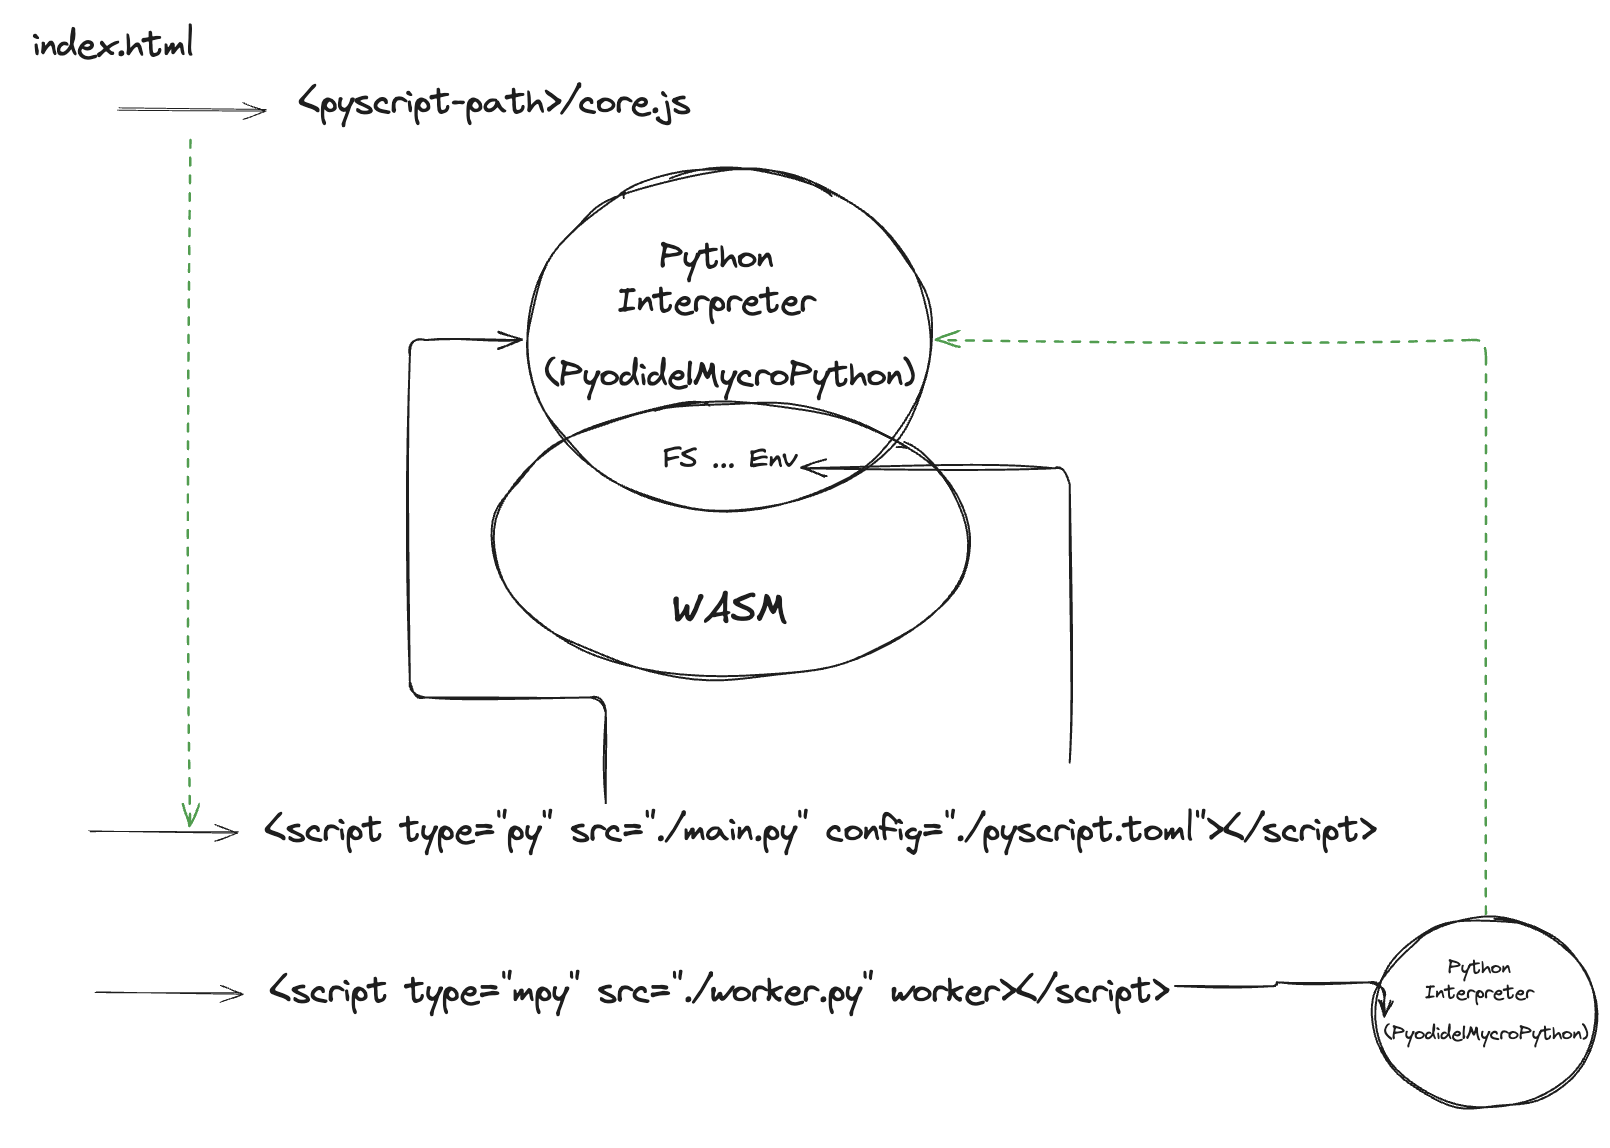 index.html
<pyscript-path>/core.js
Python
Interpreter
(Pyodide|MycroPython)
FS ... Env
WASM
<script type="py" src="./main.py" config="./pyscript.toml"></script>
<script type="mpy" src="./worker.py" worker></script>
Python
Interpreter
(Pyodide|MycroPython)